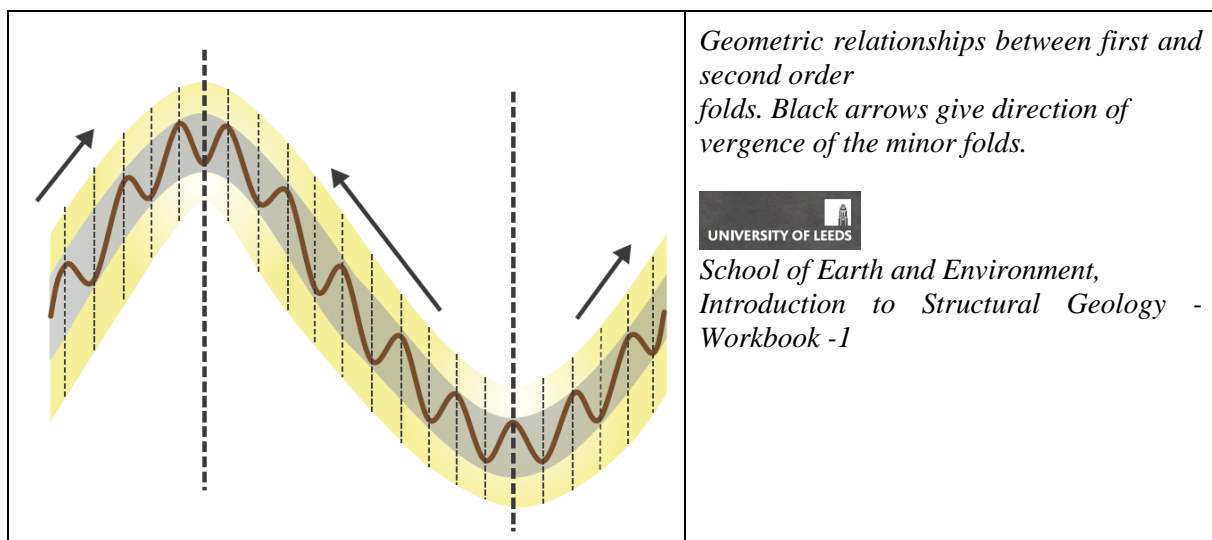 Geometric relationships between first and
second order
folds. Black arrows give direction of
vergence of the minor folds.
UNIVERSITY OF LEEDS
School of Earth and Environment,
Introduction to Structural Geology -
Workbook -1